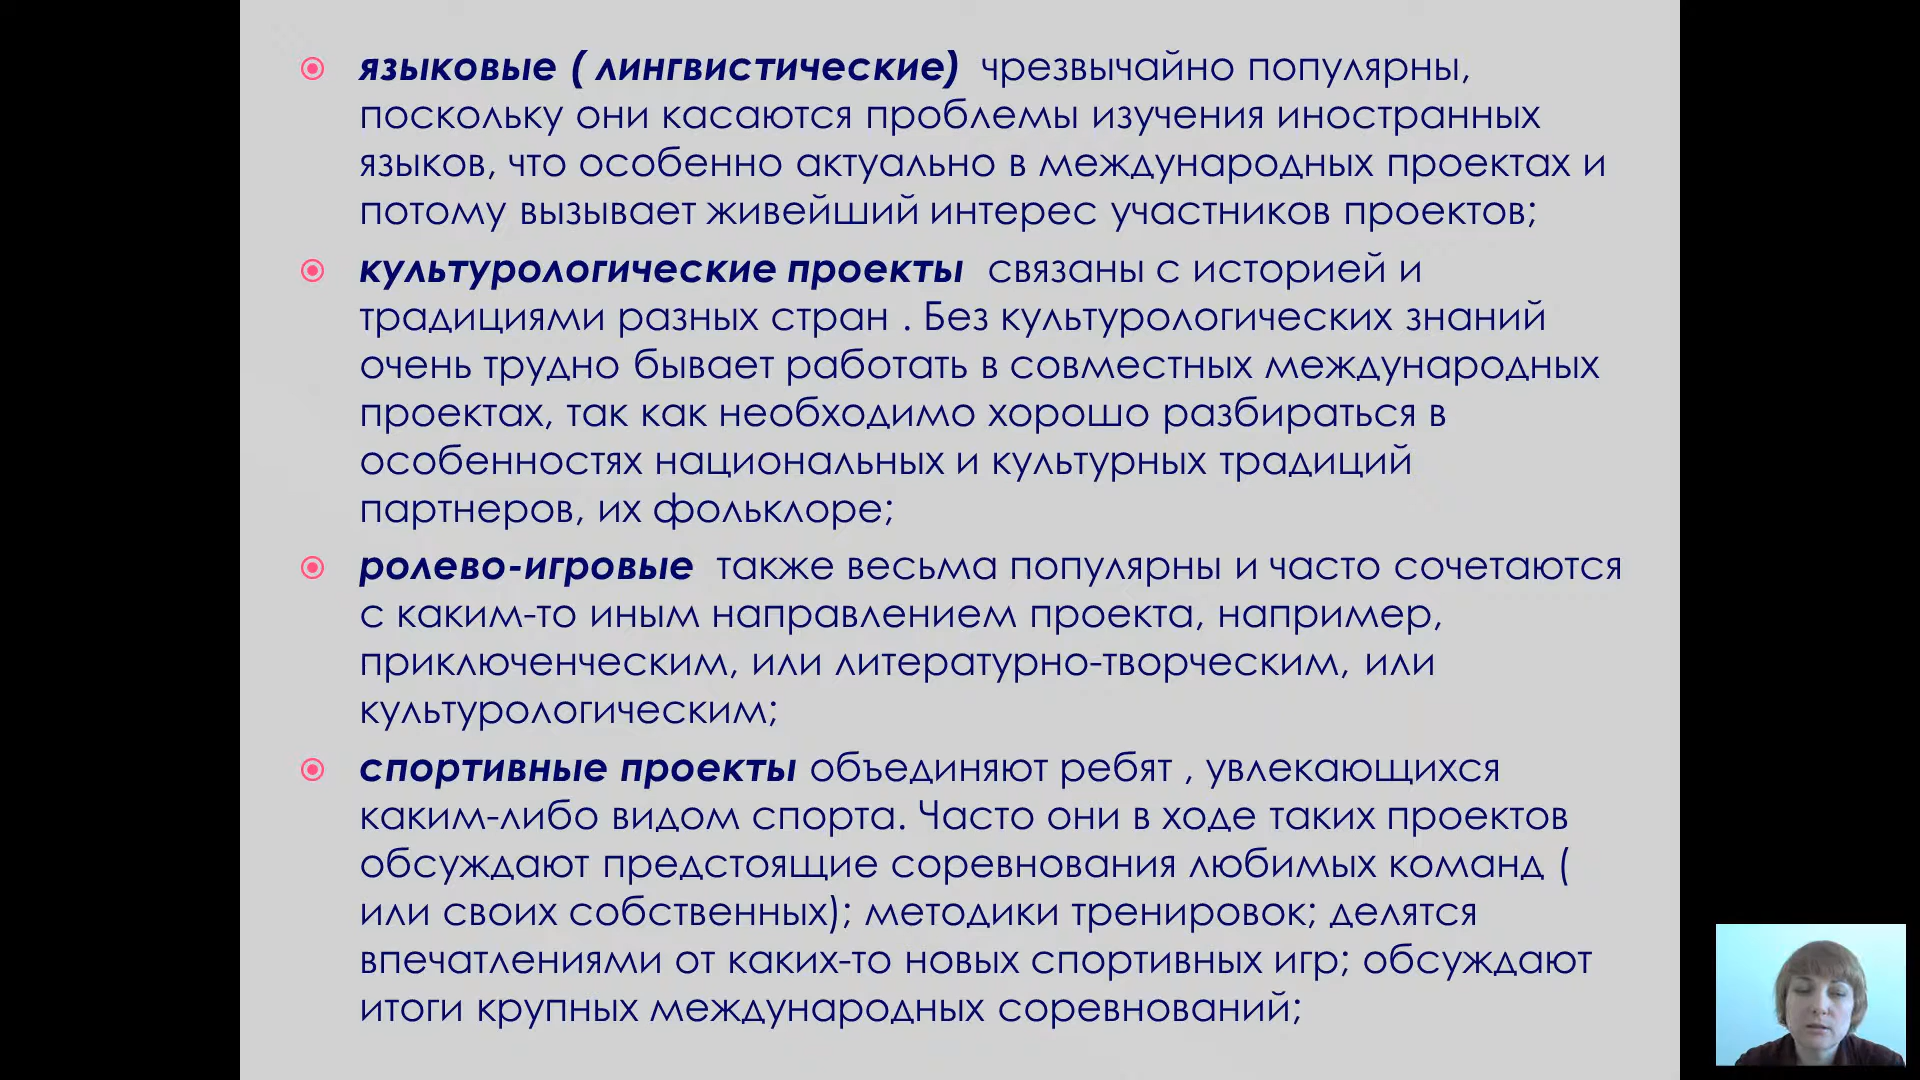 языковые ( лингвистические) чрезвычайно популярны,
поскольку они касаются проблемы изучения иностранных
языков, что особенно актуально в международных проектах и
потому вызывает живейший интерес участников проектов;
культурологические проекты связаны с историей и
традициями разных стран . Без культурологических знаний
очень трудно бывает работать в совместных международных
проектах, так как необходимо хорошо разбираться в
особенностях национальных и культурных традиций
партнеров, их фольклоре;
ролево-игровые также весьма популярны и часто сочетаются
с каким-то иным направлением проекта, например,
приключенческим, или литературно-творческим, или
культурологическим;
спортивные проекты объединяют ребят , увлекающихся
каким-либо видом спорта. Часто они в ходе таких проектов
обсуждают предстоящие соревнования любимых команд (
или своих собственных); методики тренировок; делятся
впечатлениями от каких-то новых спортивных игр; обсуждают
итоги крупных международных соревнований;